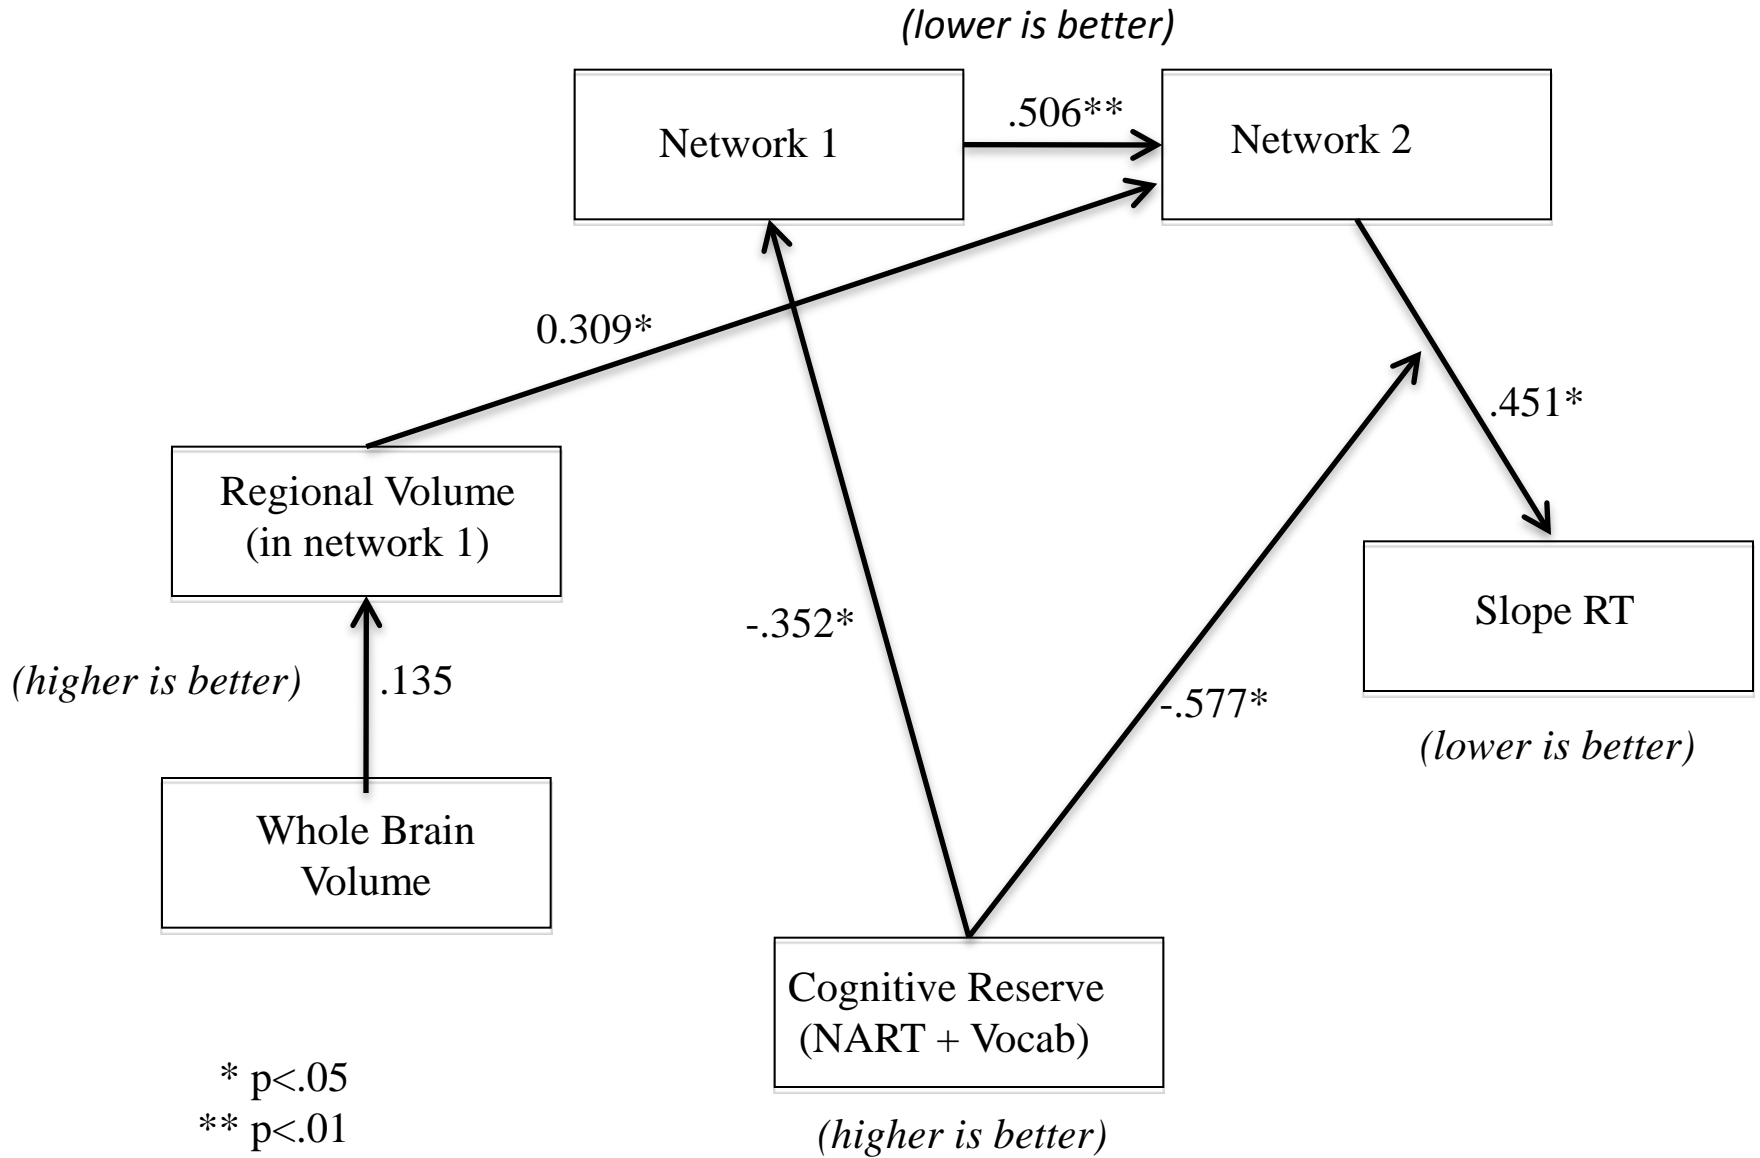 (lower is better)
Network 1
.506**
Network 2
0.309*
.451*
Regional Volume
(in network 1)
-.352*
Slope RT
(higher is better)
.135
-.577*
(lower is better)
Whole Brain
Volume
Cognitive Reserve
(NART + Vocab)
* p<.05
** p<.01
(higher is better)